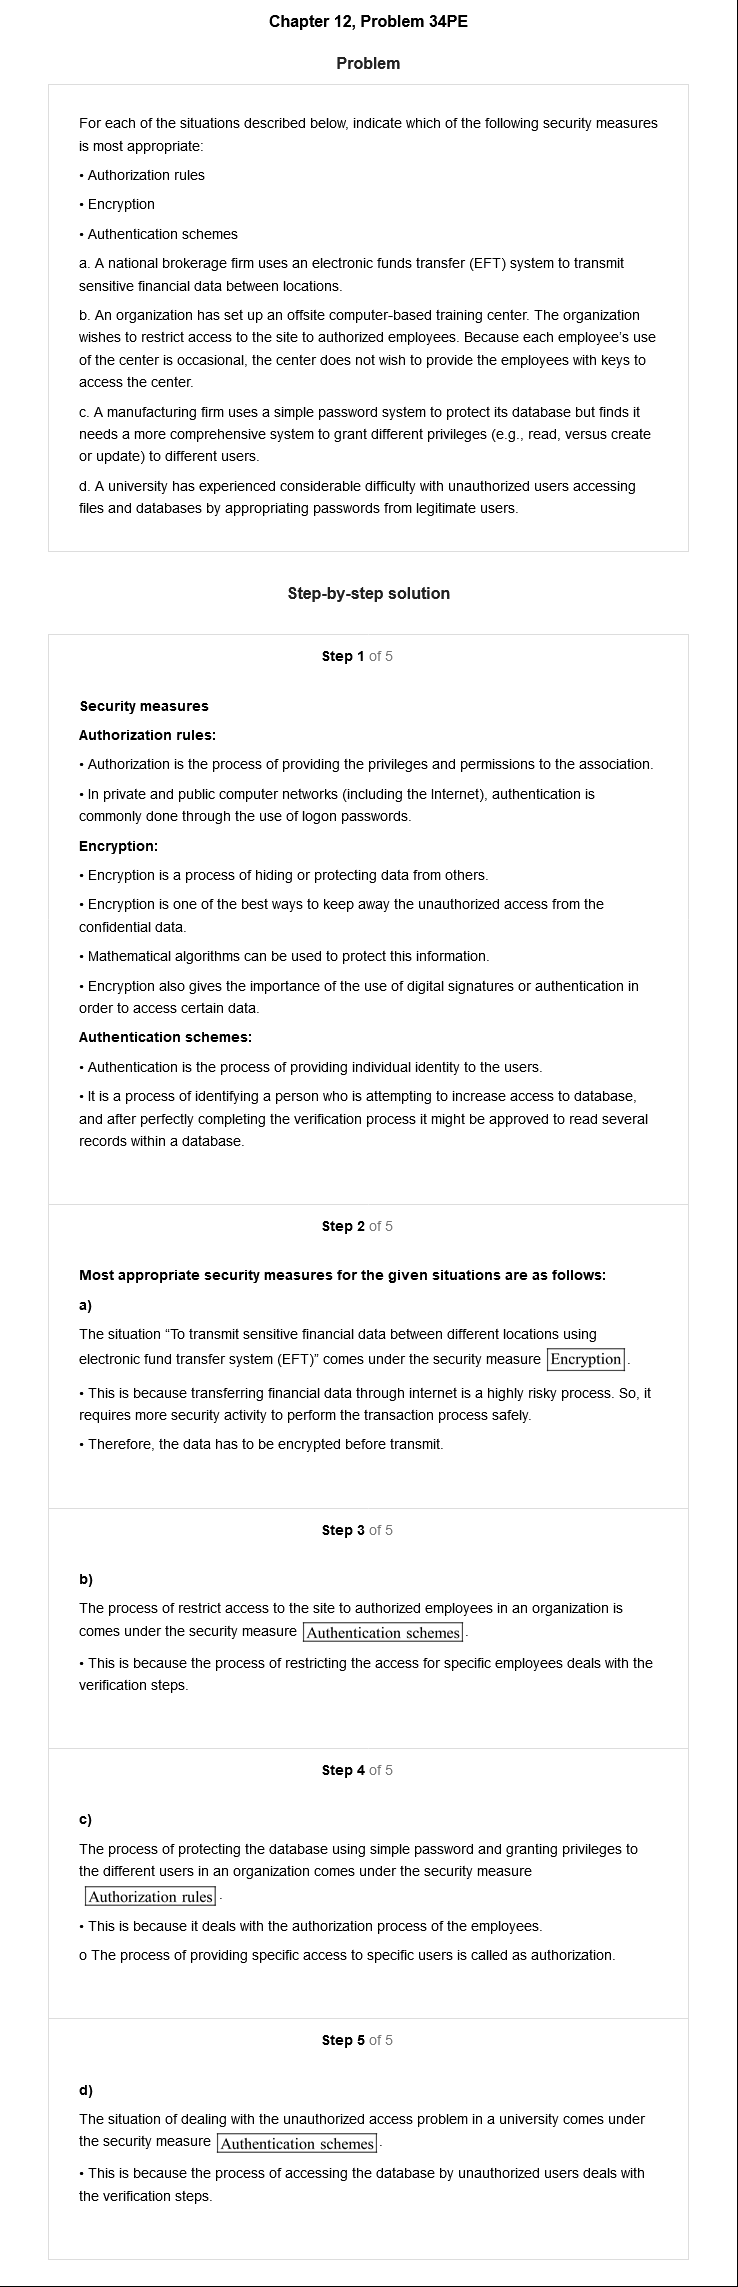 Chapter 12, Problem 34PE
Problem
For each of the situations described below, indicate which of the following security measures
is most appropriate:
• Authorization rules
• Encryption
• Authentication schemes
a. A national brokerage firm uses an electronic funds transfer (EFT) system to transmit
sensitive financial data between locations.
b. An organization has set up an offsite computer-based training center. The organization
wishes to restrict access to the site to authorized employees. Because each employee’s use
of the center is occasional, the center does not wish to provide the employees with keys to
access the center.
c. A manufacturing firm uses a simple password system to protect its database but finds it
needs a more comprehensive system to grant different privileges (e.g., read, versus create
or update) to different users.
d. A university has experienced considerable difficulty with unauthorized users accessing
files and databases by appropriating passwords from legitimate users.
Step-by-step solution
Step 1 of 5
Security measures
Authorization rules:
• Authorization is the process of providing the privileges and permissions to the association.
• In private and public computer networks (including the Internet), authentication is
commonly done through the use of logon passwords.
Encryption:
• Encryption is a process of hiding or protecting data from others.
• Encryption is one of the best ways to keep away the unauthorized access from the
confidential data.
• Mathematical algorithms can be used to protect this information.
• Encryption also gives the importance of the use of digital signatures or authentication in
order to access certain data.
Authentication schemes:
• Authentication is the process of providing individual identity to the users.
• It is a process of identifying a person who is attempting to increase access to database,
and after perfectly completing the verification process it might be approved to read several
records within a database.
Step 2 of 5
Most appropriate security measures for the given situations are as follows:
a)
The situation “To transmit sensitive financial data between different locations using
electronic fund transfer system (EFT)” comes under the security measure Encryption.
• This is because transferring financial data through internet is a highly risky process. So, it
requires more security activity to perform the transaction process safely.
• Therefore, the data has to be encrypted before transmit.
Step 3 of 5
b)
The process of restrict access to the site to authorized employees in an organization is
comes under the security measure Authentication schemes.
• This is because the process of restricting the access for specific employees deals with the
verification steps.
Step 4 of 5
c)
The process of protecting the database using simple password and granting privileges to
the different users in an organization comes under the security measure
Authorization rules.
• This is because it deals with the authorization process of the employees.
o The process of providing specific access to specific users is called as authorization.
Step 5 of 5
d)
The situation of dealing with the unauthorized access problem in a university comes under
the security measure Authentication schemes.
• This is because the process of accessing the database by unauthorized users deals with
the verification steps.